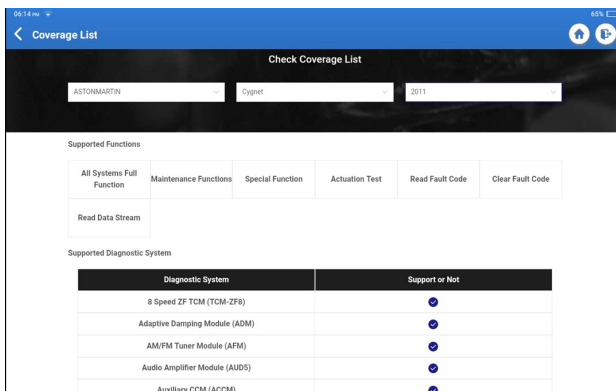 06:14 PM
65%
Coverage List
Check Coverage List
ASTONMARTIN
Cygnet
2011
Supported Functions
All Systems Full Function
Maintenance Functions
Special Function
Actuation Test
Read Fault Code
Clear Fault Code
Read Data Stream
Supported Diagnostic System
Diagnostic System
Support or Not
8 Speed ZF TCM (TCM-ZF8)
Adaptive Damping Module (ADM)
AM/FM Tuner Module (AFM)
Audio Amplifier Module (AUD5)
Auxiliary CCM (ACCM)